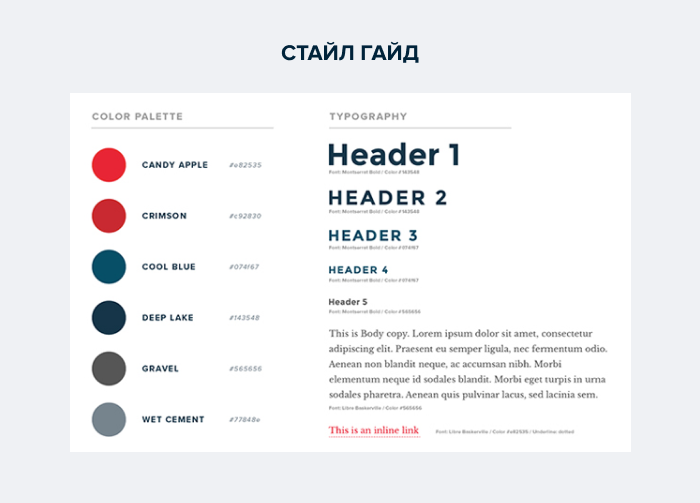 СТАЙЛ ГАЙД
COLOR PALETTE
CANDY APPLE #e82535
CRIMSON #c92830
COOL BLUE #074f67
DEEP LAKE #143548
GRAVEL #565656
WET CEMENT #77848e
TYPOGRAPHY
Header 1
Font: Montserrat Bold / Color #143548
HEADER 2
Font: Montserrat Bold / Color #143548
HEADER 3
Font: Montserrat Bold / Color #074f67
HEADER 4
Font: Montserrat Bold / Color #074f67
Header 5
Font: Montserrat Bold / Color #565656
This is Body copy. Lorem ipsum dolor sit amet, consectetur
adipiscing elit. Praesent eu semper ligula, nec fermentum odio.
Aenean non blandit neque, ac accumsan nibh. Morbi
elementum neque id sodales blandit. Morbi eget turpis in urna
sodales pharetra. Aenean quis pulvinar lacus, sed lacinia sem.
Font: Libre Baskerville / Color #565656
This is an inline link Font: Libre Baskerville / Color #e82535 / Underline: dotted